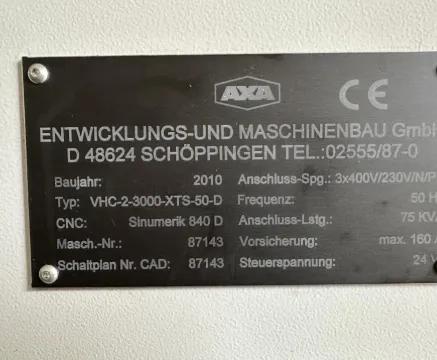 AXA CE
ENTWICKLUNGS-UND MASCHINENBAU GmbH
D 48624 SCHÖPPINGEN TEL.:02555/87-0
Baujahr: 2010 Anschluss-Spg.: 3x400V/230V/N/P
Typ: VHC-2-3000-XTS-50-D Frequenz: 50 H
CNC: Sinumerik 840 D Anschluss-Lstg.: 75 KV
Masch.-Nr.: 87143 Vorsicherung: max. 160
Schaltplan Nr. CAD: 87143 Steuerspannung: 24 V